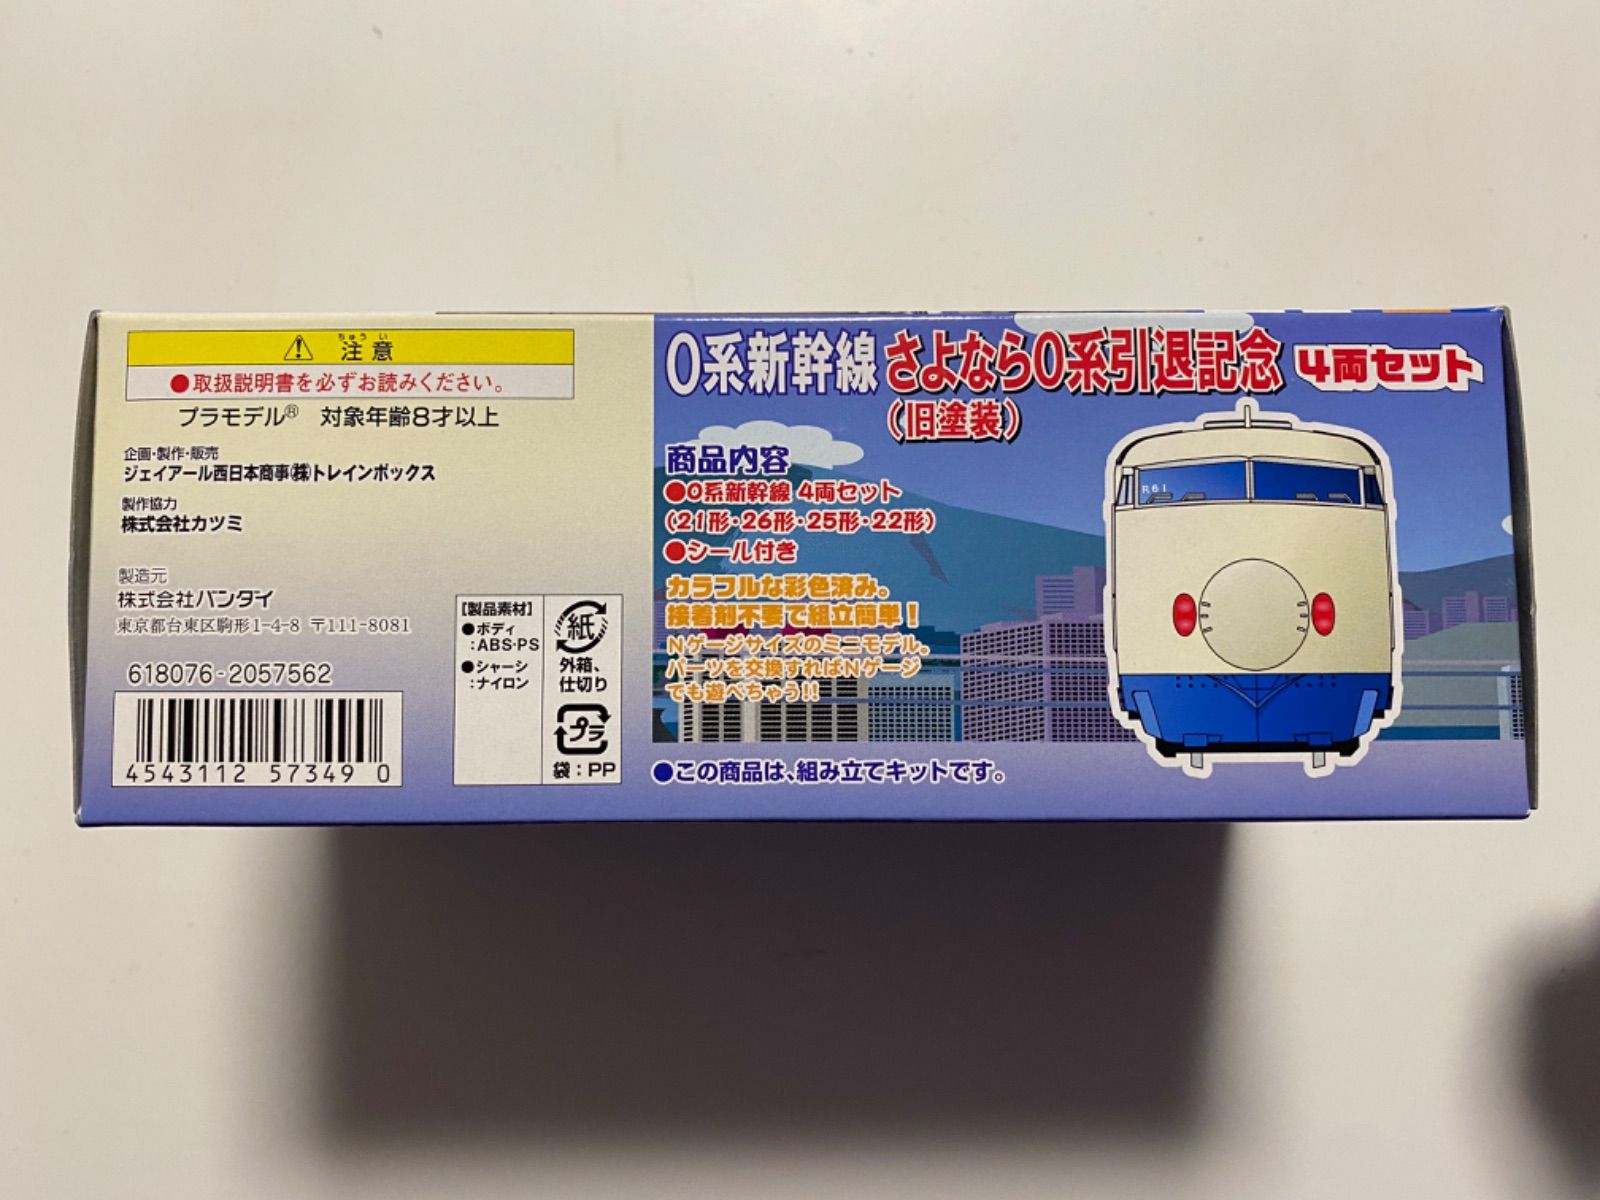 ちゅうい
⚠ 注意
●取扱説明書を必ずお読みください。
プラモデル® 対象年齢8才以上
企画・製作・販売
ジェイアール西日本商事㈱トレインボックス
製作協力
株式会社カツミ
製造元
株式会社バンダイ
東京都台東区駒形1-4-8 〒111-8081
618076-2057562
4543112 573490
【製品素材】
●ボディ
:ABS・PS
●シャーシ
:ナイロン
紙
外箱、
仕切り
プラ
袋:PP
0系新幹線 さよなら0系引退記念 4両セット
(旧塗装)
商品内容
●0系新幹線 4両セット
(21形・26形・25形・22形)
●シール付き
カラフルな彩色済み。
接着剤不要で組立簡単!
Nゲージサイズのミニモデル。
パーツを交換すればNゲージ
でも遊べちゃう!!
●この商品は、組み立てキットです。
R61